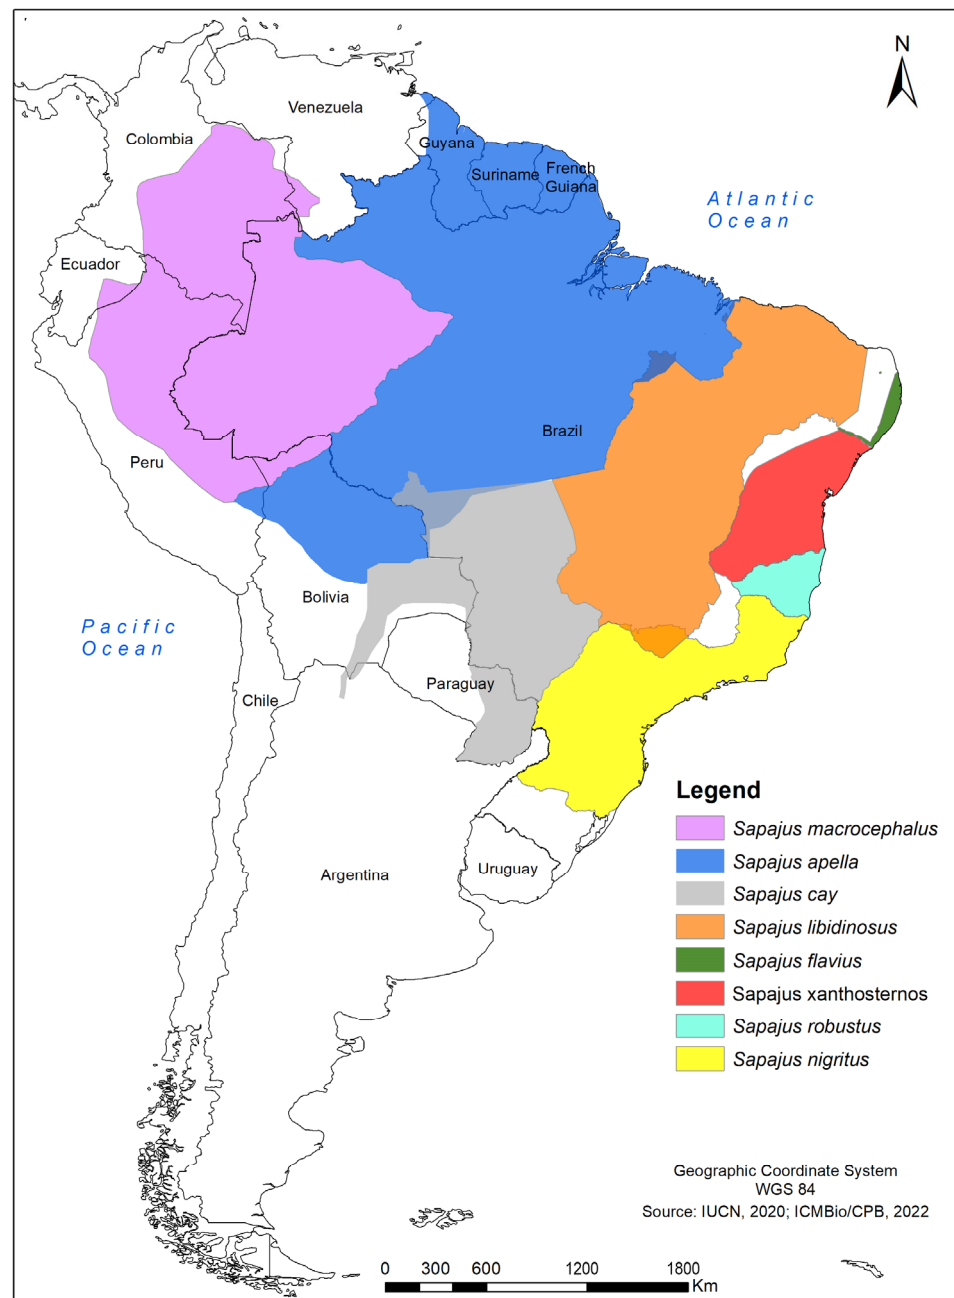 N
Venezuela
Colombia
Guyana
Suriname
French
Guiana
Atlantic
Ocean
Ecuador
Brazil
Peru
Bolivia
Pacific
Ocean
Paraguay
Chile
Legend
Sapajus macrocephalus
Sapajus apella
Uruguay
Argentina
Sapajus cay
Sapajus libidinosus
Sapajus flavius
Sapajus xanthosternos
Sapajus robustus
Sapajus nigritus
Geographic Coordinate System
WGS 84
Source: IUCN, 2020; ICMBio/CPB, 2022
0 300 600 1200 1800
Km